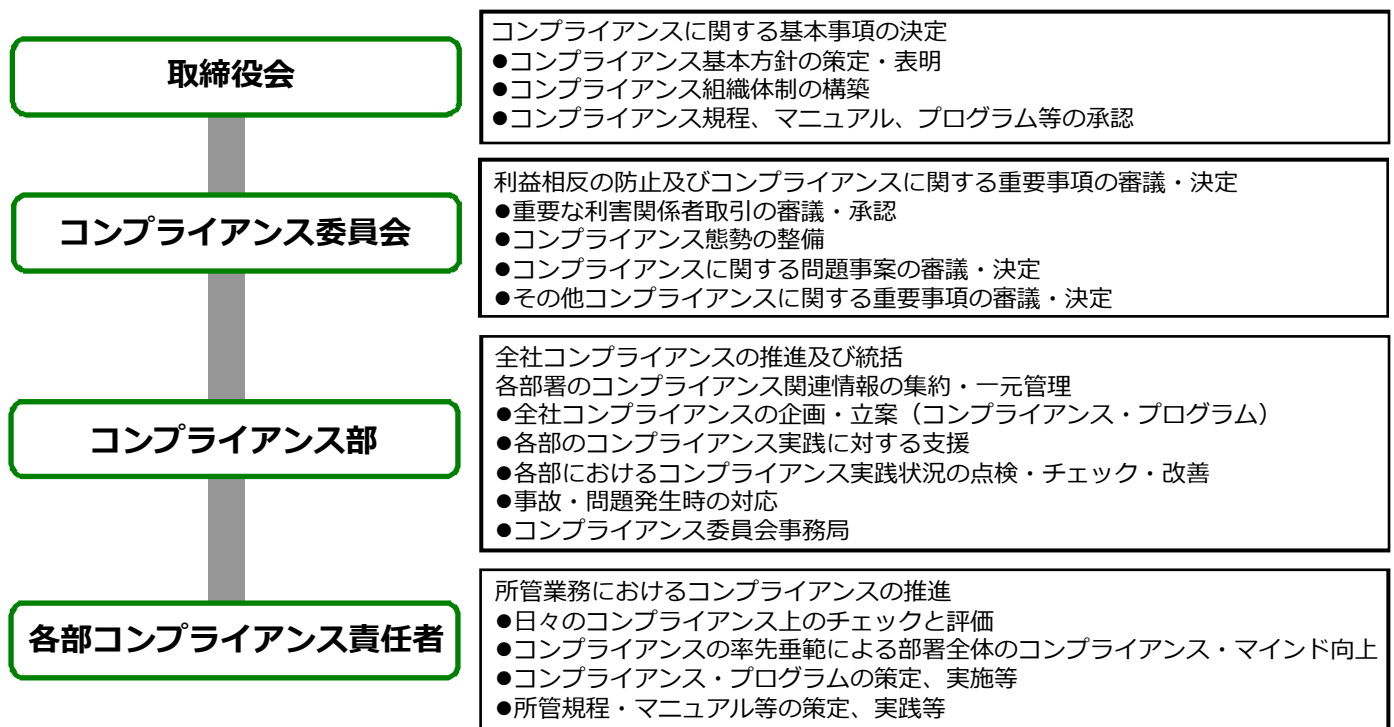 取締役会
コンプライアンスに関する基本事項の決定
●コンプライアンス基本方針の策定・表明
●コンプライアンス組織体制の構築
●コンプライアンス規程、マニュアル、プログラム等の承認
コンプライアンス委員会
利益相反の防止及びコンプライアンスに関する重要事項の審議・決定
●重要な利害関係者取引の審議・承認
●コンプライアンス態勢の整備
●コンプライアンスに関する問題事案の審議・決定
●その他コンプライアンスに関する重要事項の審議・決定
コンプライアンス部
全社コンプライアンスの推進及び統括
各部署のコンプライアンス関連情報の集約・一元管理
●全社コンプライアンスの企画・立案（コンプライアンス・プログラム）
●各部のコンプライアンス実践に対する支援
●各部におけるコンプライアンス実践状況の点検・チェック・改善
●事故・問題発生時の対応
●コンプライアンス委員会事務局
各部コンプライアンス責任者
所管業務におけるコンプライアンスの推進
●日々のコンプライアンス上のチェックと評価
●コンプライアンスの率先垂範による部署全体のコンプライアンス・マインド向上
●コンプライアンス・プログラムの策定、実施等
●所管規程・マニュアル等の策定、実践等